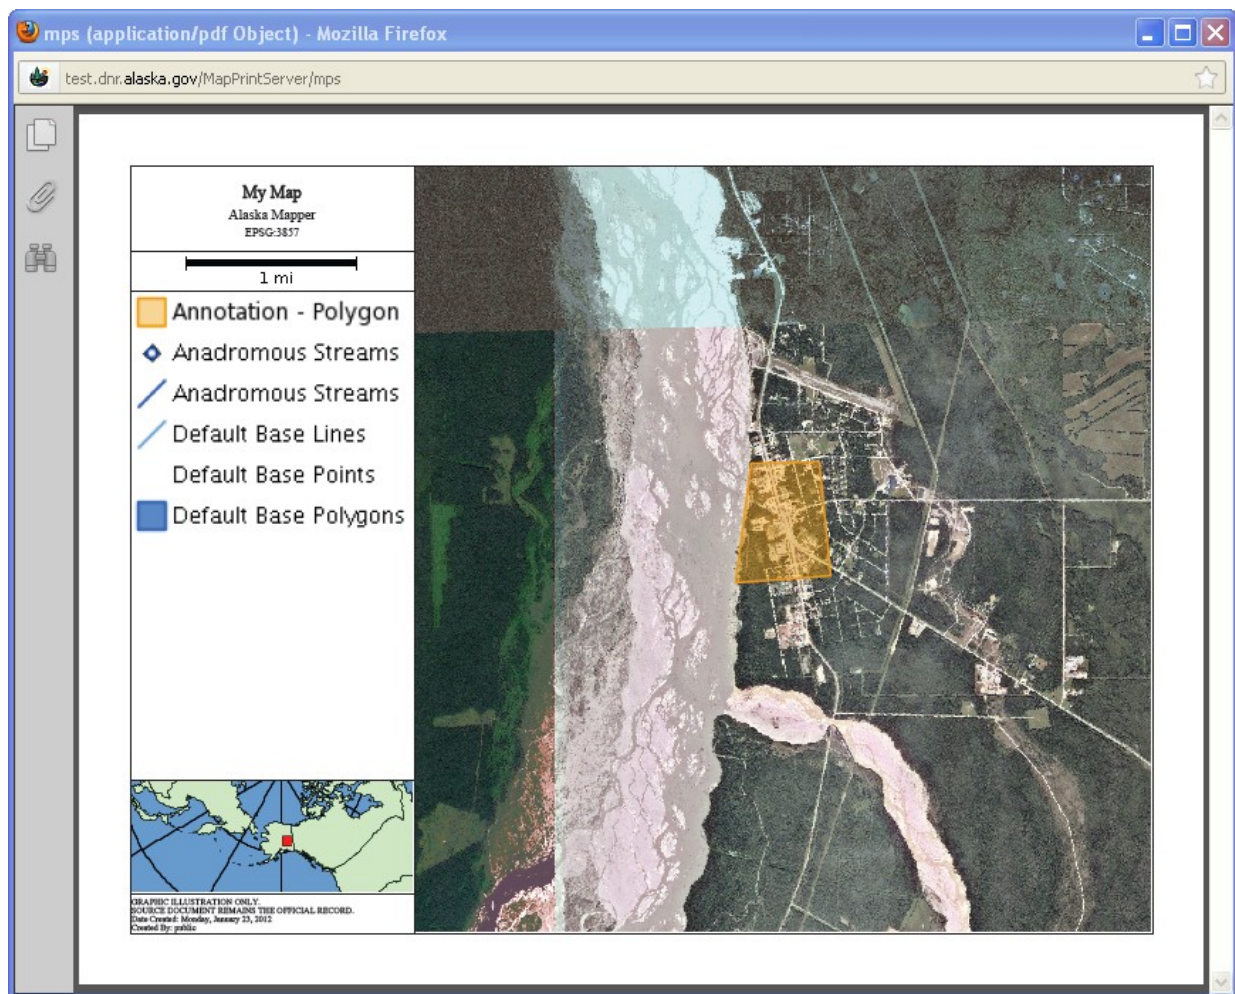 mps (application/pdf Object) - Mozilla Firefox
test.dnr.alaska.gov/MapPrintServer/mps
My Map
Alaska Mapper
EPSG:3857
1 mi
Annotation - Polygon
Anadromous Streams
Anadromous Streams
Default Base Lines
Default Base Points
Default Base Polygons
GRAPHIC ILLUSTRATION ONLY.
SOURCE DOCUMENT REMAINS THE OFFICIAL RECORD.
Date Created: Monday, January 23, 2012
Created By: public